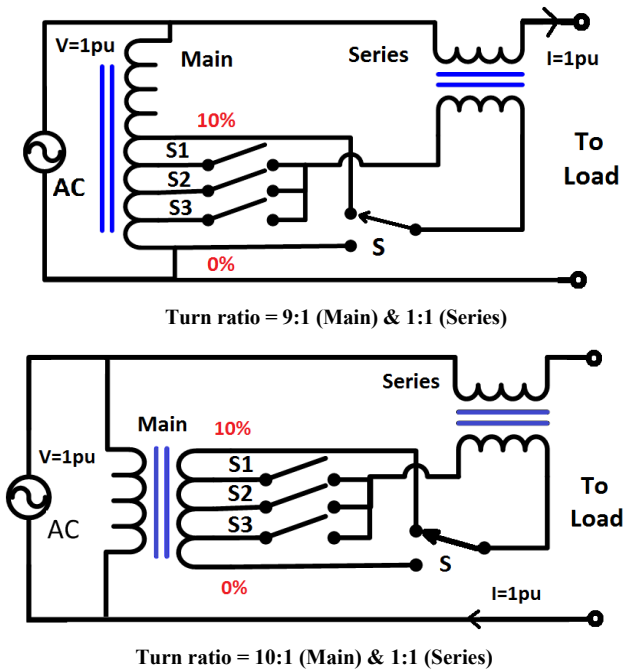 V=1pu
Main
Series
I=1pu
10%
S1
S2
S3
AC
To
Load
S
0%
Turn ratio = 9:1 (Main) & 1:1 (Series)
Series
Main
10%
V=1pu
S1
S2
S3
AC
To
Load
S
0%
I=1pu
Turn ratio = 10:1 (Main) & 1:1 (Series)